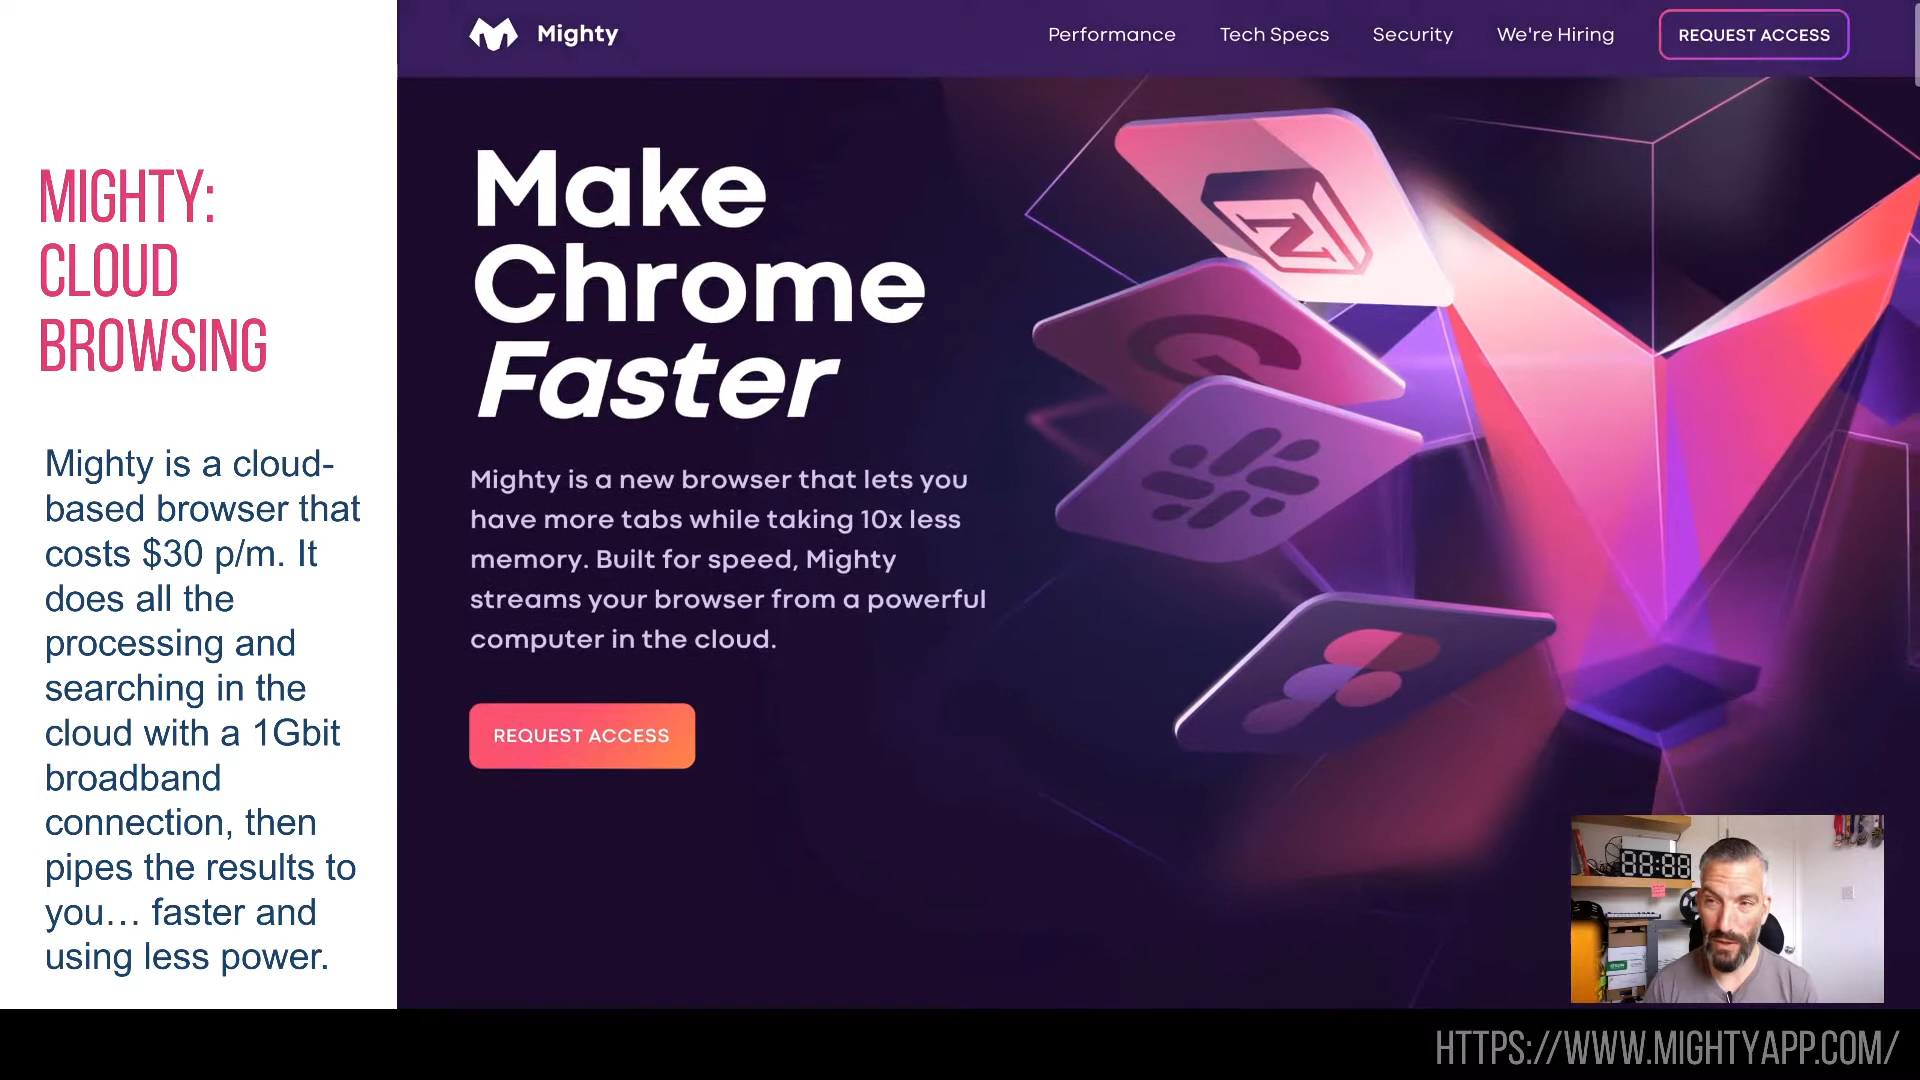 MIGHTY:
CLOUD
BROWSING
Mighty is a cloud-
based browser that
costs $30 p/m. It
does all the
processing and
searching in the
cloud with a 1Gbit
broadband
connection, then
pipes the results to
you… faster and
using less power.
Mighty
Performance
Tech Specs
Security
We're Hiring
REQUEST ACCESS
Make
Chrome
Faster
Mighty is a new browser that lets you
have more tabs while taking 10x less
memory. Built for speed, Mighty
streams your browser from a powerful
computer in the cloud.
REQUEST ACCESS
N
88:88
HTTPS://WWW.MIGHTYAPP.COM/